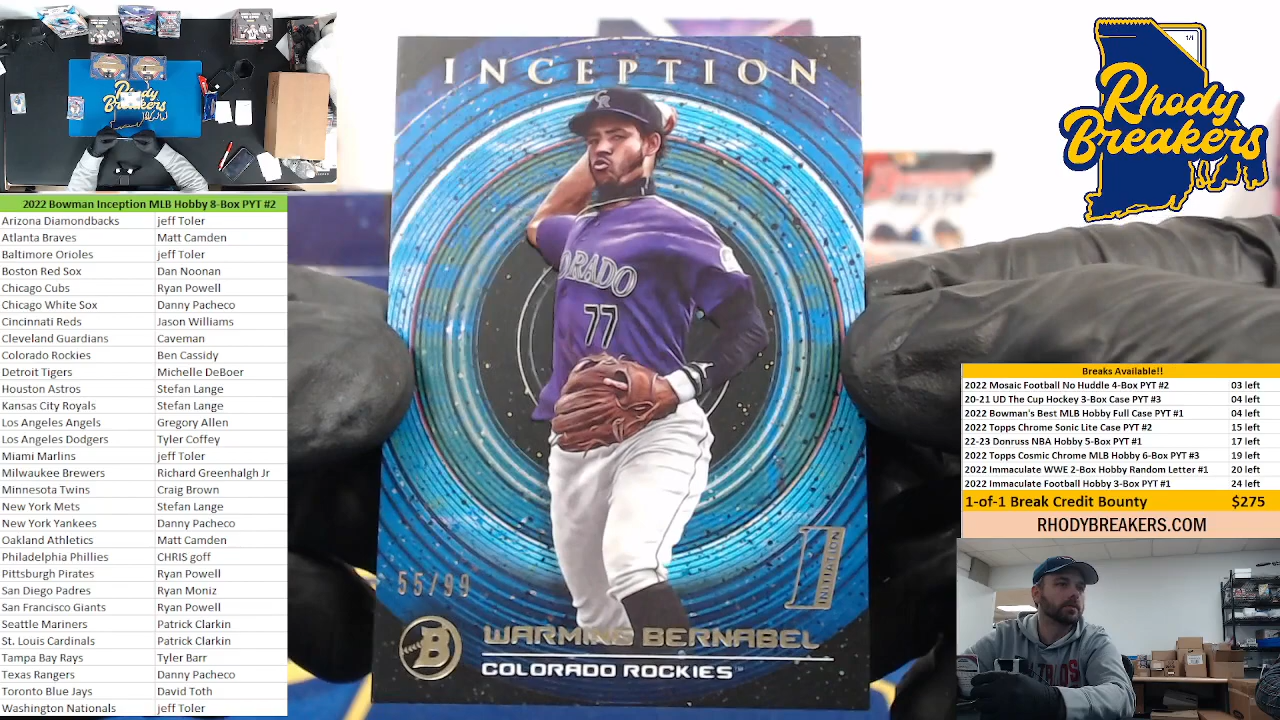 INCEPTION
ORADO
77
55/99
INITIATION
B
WARMING BERNABEL
COLORADO ROCKIES™
Rhody
Breakers
1/1
Rhody
Breakers
2022 Bowman Inception MLB Hobby 8-Box PYT #2
Arizona Diamondbacks jeff Toler
Atlanta Braves Matt Camden
Baltimore Orioles jeff Toler
Boston Red Sox Dan Noonan
Chicago Cubs Ryan Powell
Chicago White Sox Danny Pacheco
Cincinnati Reds Jason Williams
Cleveland Guardians Caveman
Colorado Rockies Ben Cassidy
Detroit Tigers Michelle DeBoer
Houston Astros Stefan Lange
Kansas City Royals Stefan Lange
Los Angeles Angels Gregory Allen
Los Angeles Dodgers Tyler Coffey
Miami Marlins jeff Toler
Milwaukee Brewers Richard Greenhalgh Jr
Minnesota Twins Craig Brown
New York Mets Stefan Lange
New York Yankees Danny Pacheco
Oakland Athletics Matt Camden
Philadelphia Phillies CHRIS goff
Pittsburgh Pirates Ryan Powell
San Diego Padres Ryan Moniz
San Francisco Giants Ryan Powell
Seattle Mariners Patrick Clarkin
St. Louis Cardinals Patrick Clarkin
Tampa Bay Rays Tyler Barr
Texas Rangers Danny Pacheco
Toronto Blue Jays David Toth
Washington Nationals jeff Toler
Breaks Available!!
2022 Mosaic Football No Huddle 4-Box PYT #2 03 left
20-21 UD The Cup Hockey 3-Box Case PYT #3 04 left
2022 Bowman's Best MLB Hobby Full Case PYT #1 04 left
2022 Topps Chrome Sonic Lite Case PYT #2 15 left
22-23 Donruss NBA Hobby 5-Box PYT #1 17 left
2022 Topps Cosmic Chrome MLB Hobby 6-Box PYT #3 19 left
2022 Immaculate WWE 2-Box Hobby Random Letter #1 20 left
2022 Immaculate Football Hobby 3-Box PYT #1 24 left
1-of-1 Break Credit Bounty $275
RHODYBREAKERS.COM